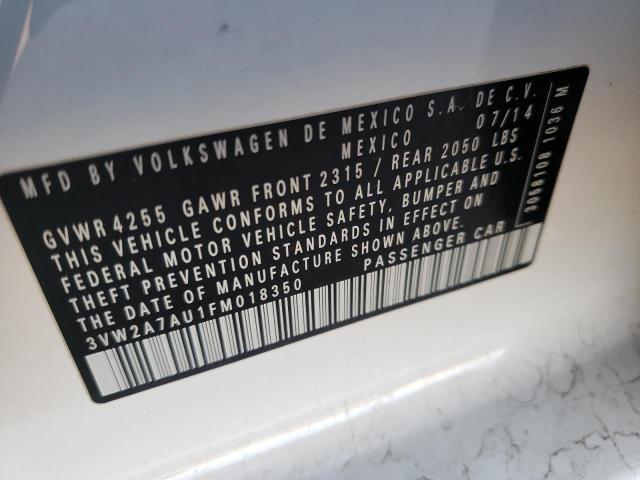 MFD BY VOLKSWAGEN DE MEXICO S.A. DE C.V.
MEXICO 07/14
GVWR 4255 GAWR FRONT 2315 / REAR 2050 LBS
THIS VEHICLE CONFORMS TO ALL APPLICABLE U.S.
FEDERAL MOTOR VEHICLE SAFETY, BUMPER AND
THEFT PREVENTION STANDARDS IN EFFECT ON
THE DATE OF MANUFACTURE SHOWN ABOVE.
3VW2A7AU1FM018350 PASSENGER CAR
3098108 1036 M